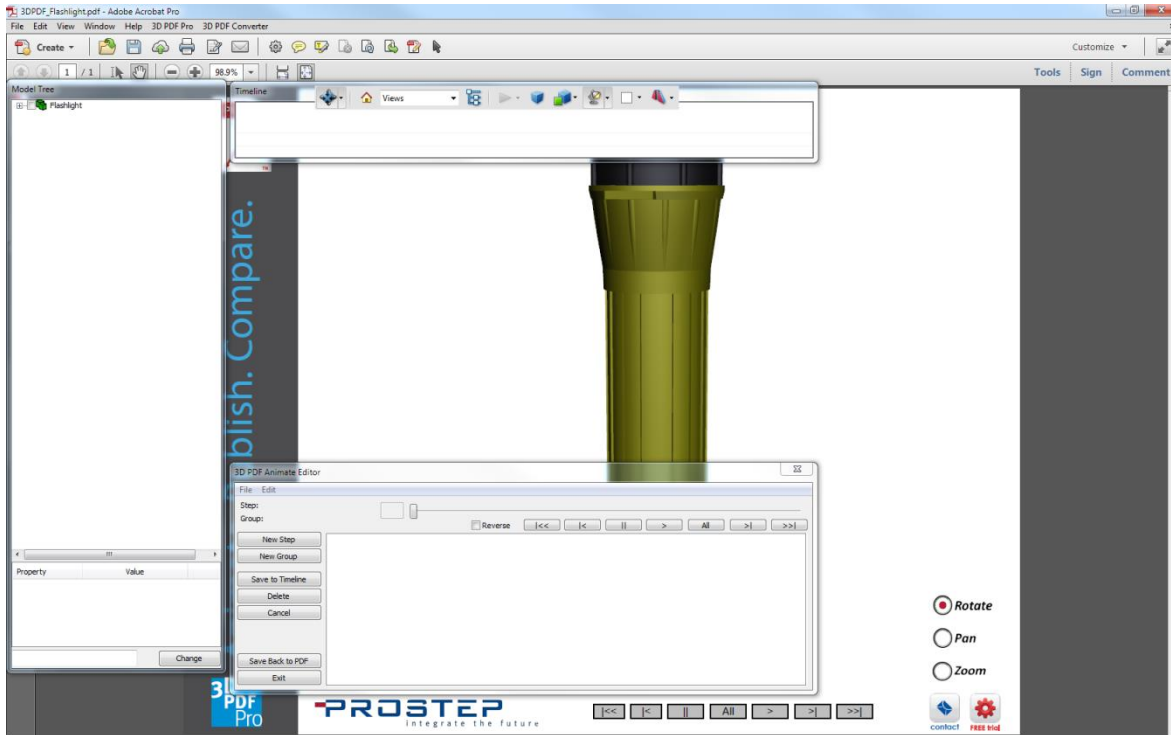 3DPDF_Flashlight.pdf - Adobe Acrobat Pro
File Edit View Window Help 3D PDF Pro 3D PDF Converter
Create Customize
1 / 1 98.9% Tools Sign Comment
Model Tree
Flashlight
Timeline
Views
blish. Compare.
3D PDF Animate Editor
File Edit
Step:
Group:
Reverse |<< |< || > All >| >>|
New Step
New Group
Save to Timeline
Delete
Cancel
Save Back to PDF
Exit
Property Value
Change
Rotate
Pan
Zoom
PDF
Pro
PROSTEP
integrate the future
|<< |< || All > >| >>|
contact FREE trial